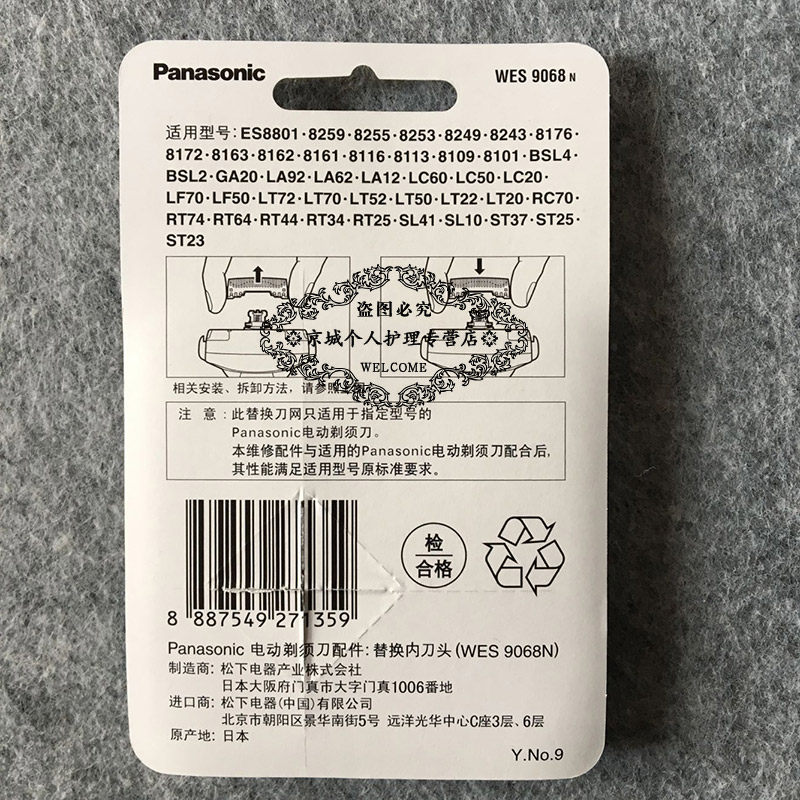 Panasonic
WES 9068 N
适用型号:ES8801·8259·8255·8253·8249·8243·8176·
8172·8163·8162·8161·8116·8113·8109·8101·BSL4·
BSL2·GA20·LA92·LA62·LA12·LC60·LC50·LC20·
LF70·LF50·LT72·LT70·LT52·LT50·LT22·LT20·RC70·
RT74·RT64·RT44·RT34·RT25·SL41·SL10·ST37·ST25·
ST23
盗图必究
京城个人护理专营店
WELCOME
相关安装、拆卸方法，请参照
注 意:此替换刀网只适用于指定型号的
Panasonic电动剃须刀。
本维修配件与适用的Panasonic电动剃须刀配合后,
其性能满足适用型号原标准要求。
检
合格
8 887549 271359
Panasonic 电动剃须刀配件:替换内刀头(WES 9068N)
制造商:松下电器产业株式会社
日本大阪府门真市大字门真1006番地
进口商:松下电器(中国)有限公司
北京市朝阳区景华南街5号 远洋光华中心C座3层、6层
原产地:日本
Y.No.9